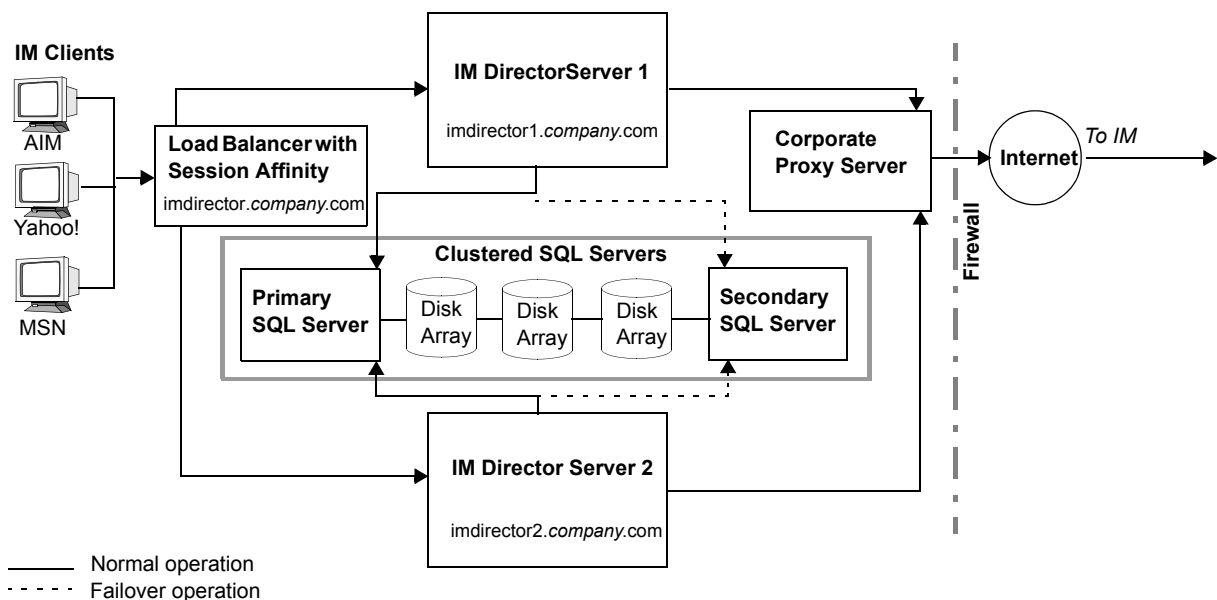 IM Clients
AIM
Yahoo!
MSN
Load Balancer with
Session Affinity
imdirector.company.com
IM DirectorServer 1
imdirector1.company.com
Corporate
Proxy Server
Internet
To IM
Firewall
Clustered SQL Servers
Primary
SQL Server
Disk
Array
Disk
Array
Disk
Array
Secondary
SQL Server
IM Director Server 2
imdirector2.company.com
Normal operation
Failover operation